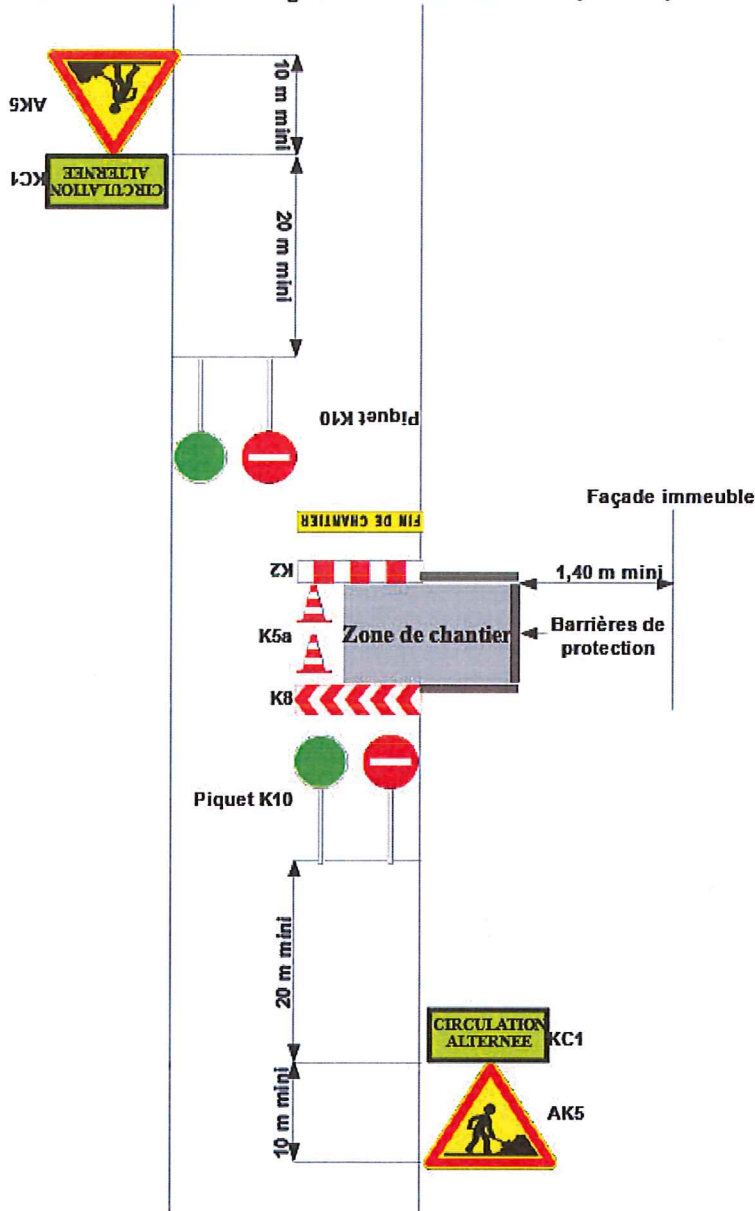 10 m mini
AK5
KC1
CIRCULATION
ALTERNEE
20 m mini
Piquet K10
Façade immeuble
FIN DE CHANTIER
1,40 m mini
K2
K5a
Zone de chantier
Barrières de
protection
K8
Piquet K10
20 m mini
CIRCULATION
ALTERNEE
KC1
10 m mini
AK5